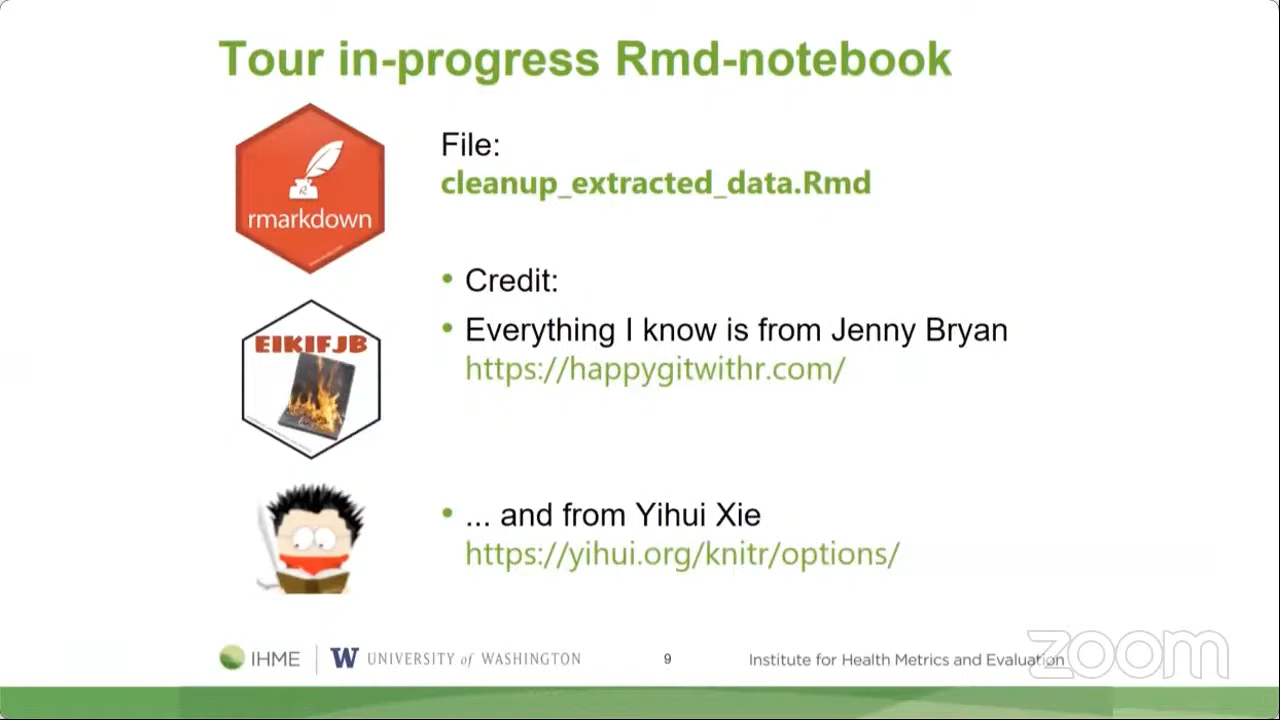 Tour in-progress Rmd-notebook
rmarkdown
File:
cleanup_extracted_data.Rmd
• Credit:
EIKIFJB
• Everything I know is from Jenny Bryan
https://happygitwithr.com/
• ... and from Yihui Xie
https://yihui.org/knitr/options/
IHME
W UNIVERSITY of WASHINGTON
9
Institute for Health Metrics and Evaluation
zoom